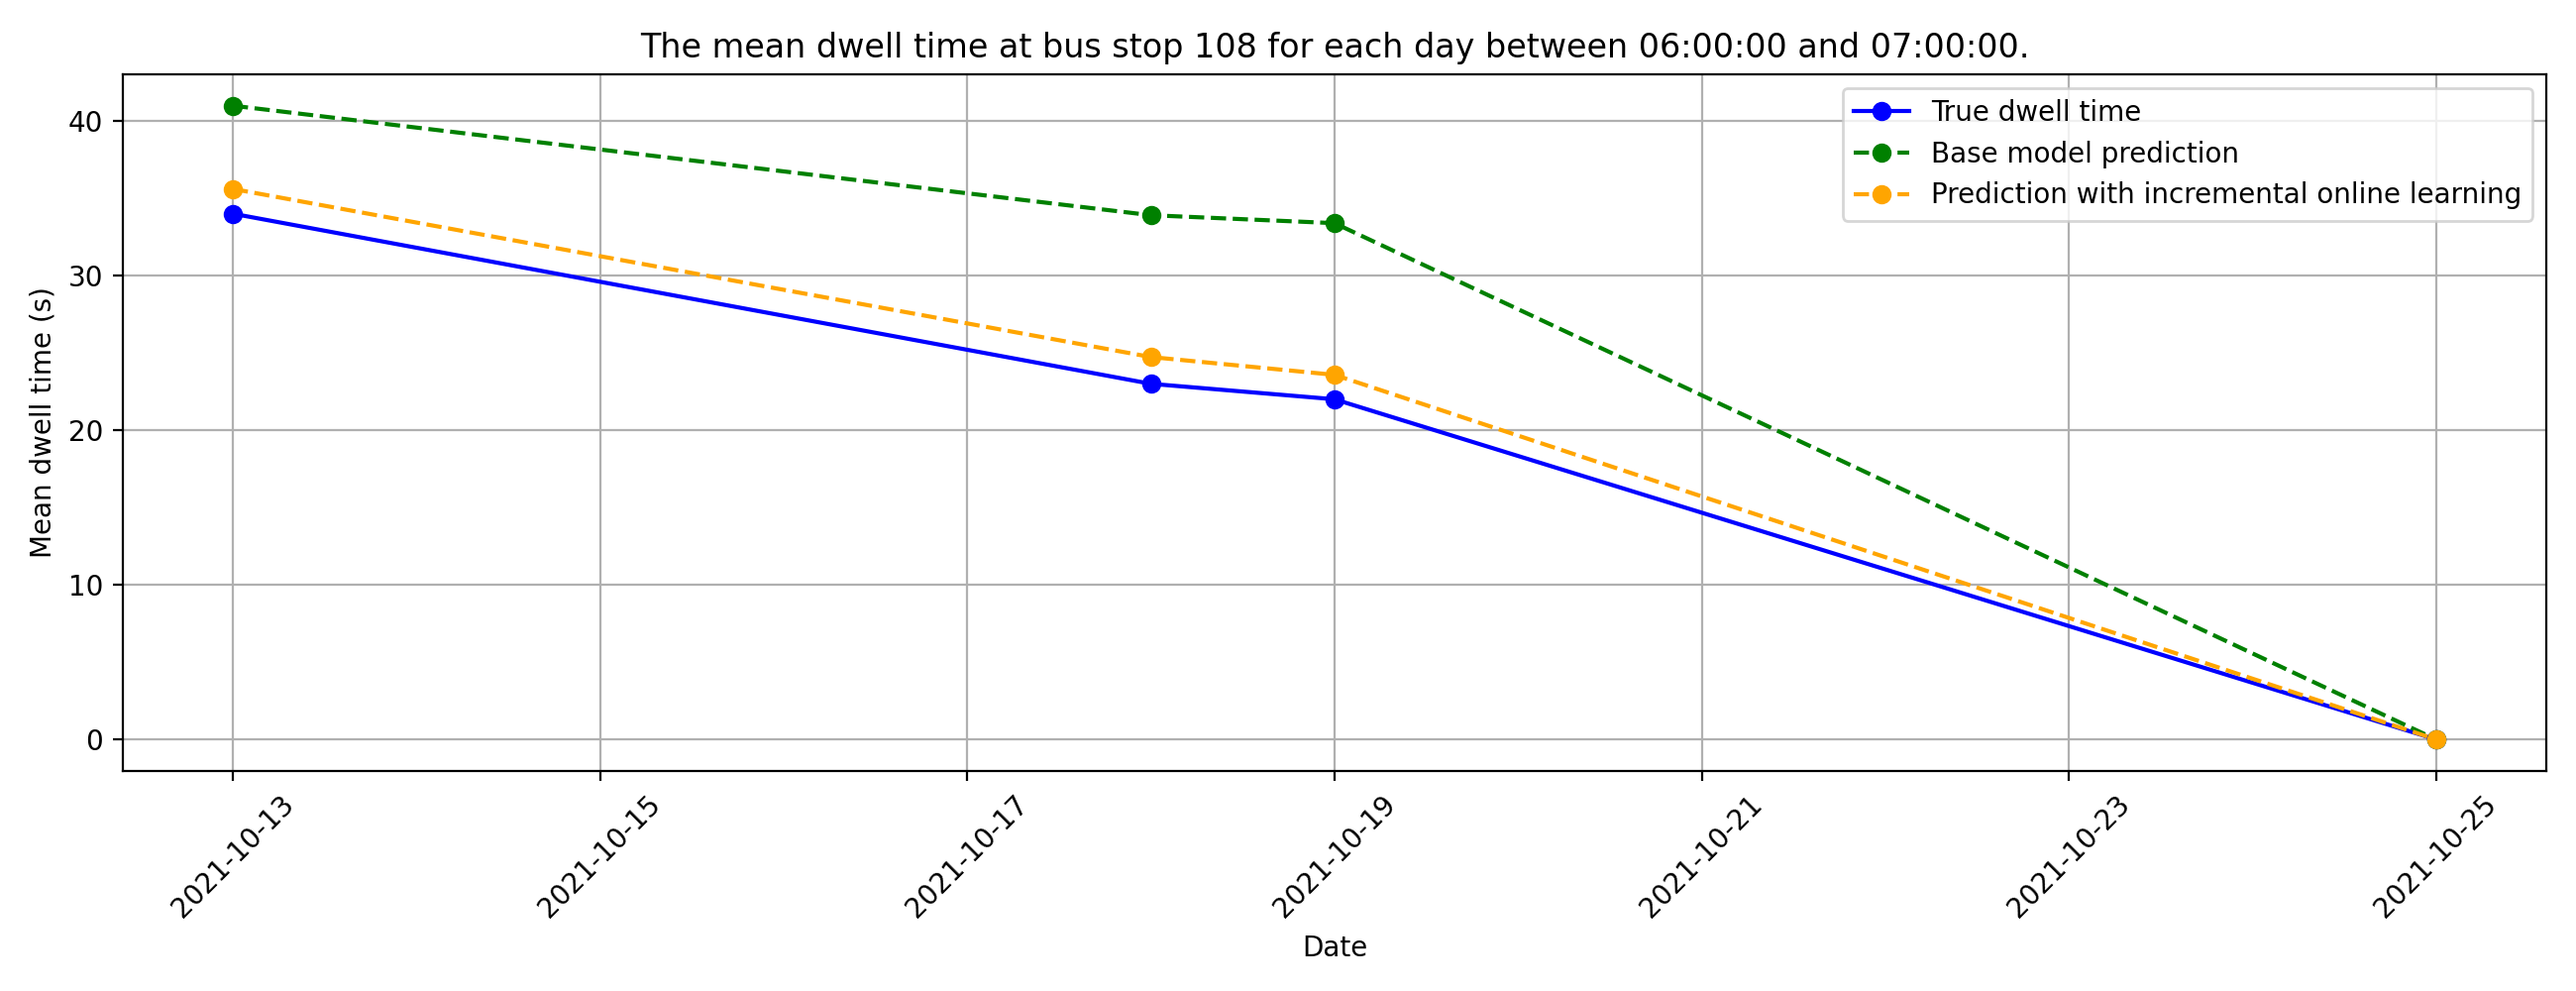 The mean dwell time at bus stop 108 for each day between 06:00:00 and 07:00:00.
True dwell time
Base model prediction
Prediction with incremental online learning
Mean dwell time (s)
40
30
20
10
0
2021-10-13
2021-10-15
2021-10-17
2021-10-19
2021-10-21
2021-10-23
2021-10-25
Date